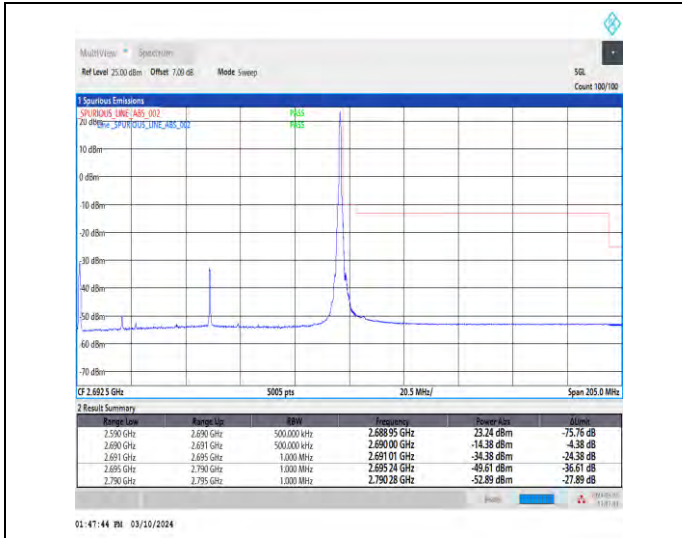 MultiView Spectrum
Ref Level 25.00 dBm Offset 7.09 dB Mode Sweep SGL
Count 100/100
1 Spurious Emissions
SPURIOUS_LINE_ABS_002 PASS
20 dBm
Line _SPURIOUS_LINE_ABS_002 PASS
10 dBm
0 dBm
-10 dBm
-20 dBm
-30 dBm
-40 dBm
-50 dBm
-60 dBm
-70 dBm
CF 2.6925 GHz 5005 pts 20.5 MHz/ Span 205.0 MHz
2 Result Summary
Range Low Range Up RBW Frequency Power Abs ΔLimit
2.590 GHz 2.690 GHz 500.000 kHz 2.688 95 GHz 23.24 dBm -75.76 dB
2.690 GHz 2.691 GHz 500.000 kHz 2.690 00 GHz -14.38 dBm -4.38 dB
2.691 GHz 2.695 GHz 1.000 MHz 2.691 01 GHz -34.38 dBm -24.38 dB
2.695 GHz 2.790 GHz 1.000 MHz 2.695 24 GHz -49.61 dBm -36.61 dB
2.790 GHz 2.795 GHz 1.000 MHz 2.790 28 GHz -52.89 dBm -27.89 dB
01:47:44 PM 03/10/2024